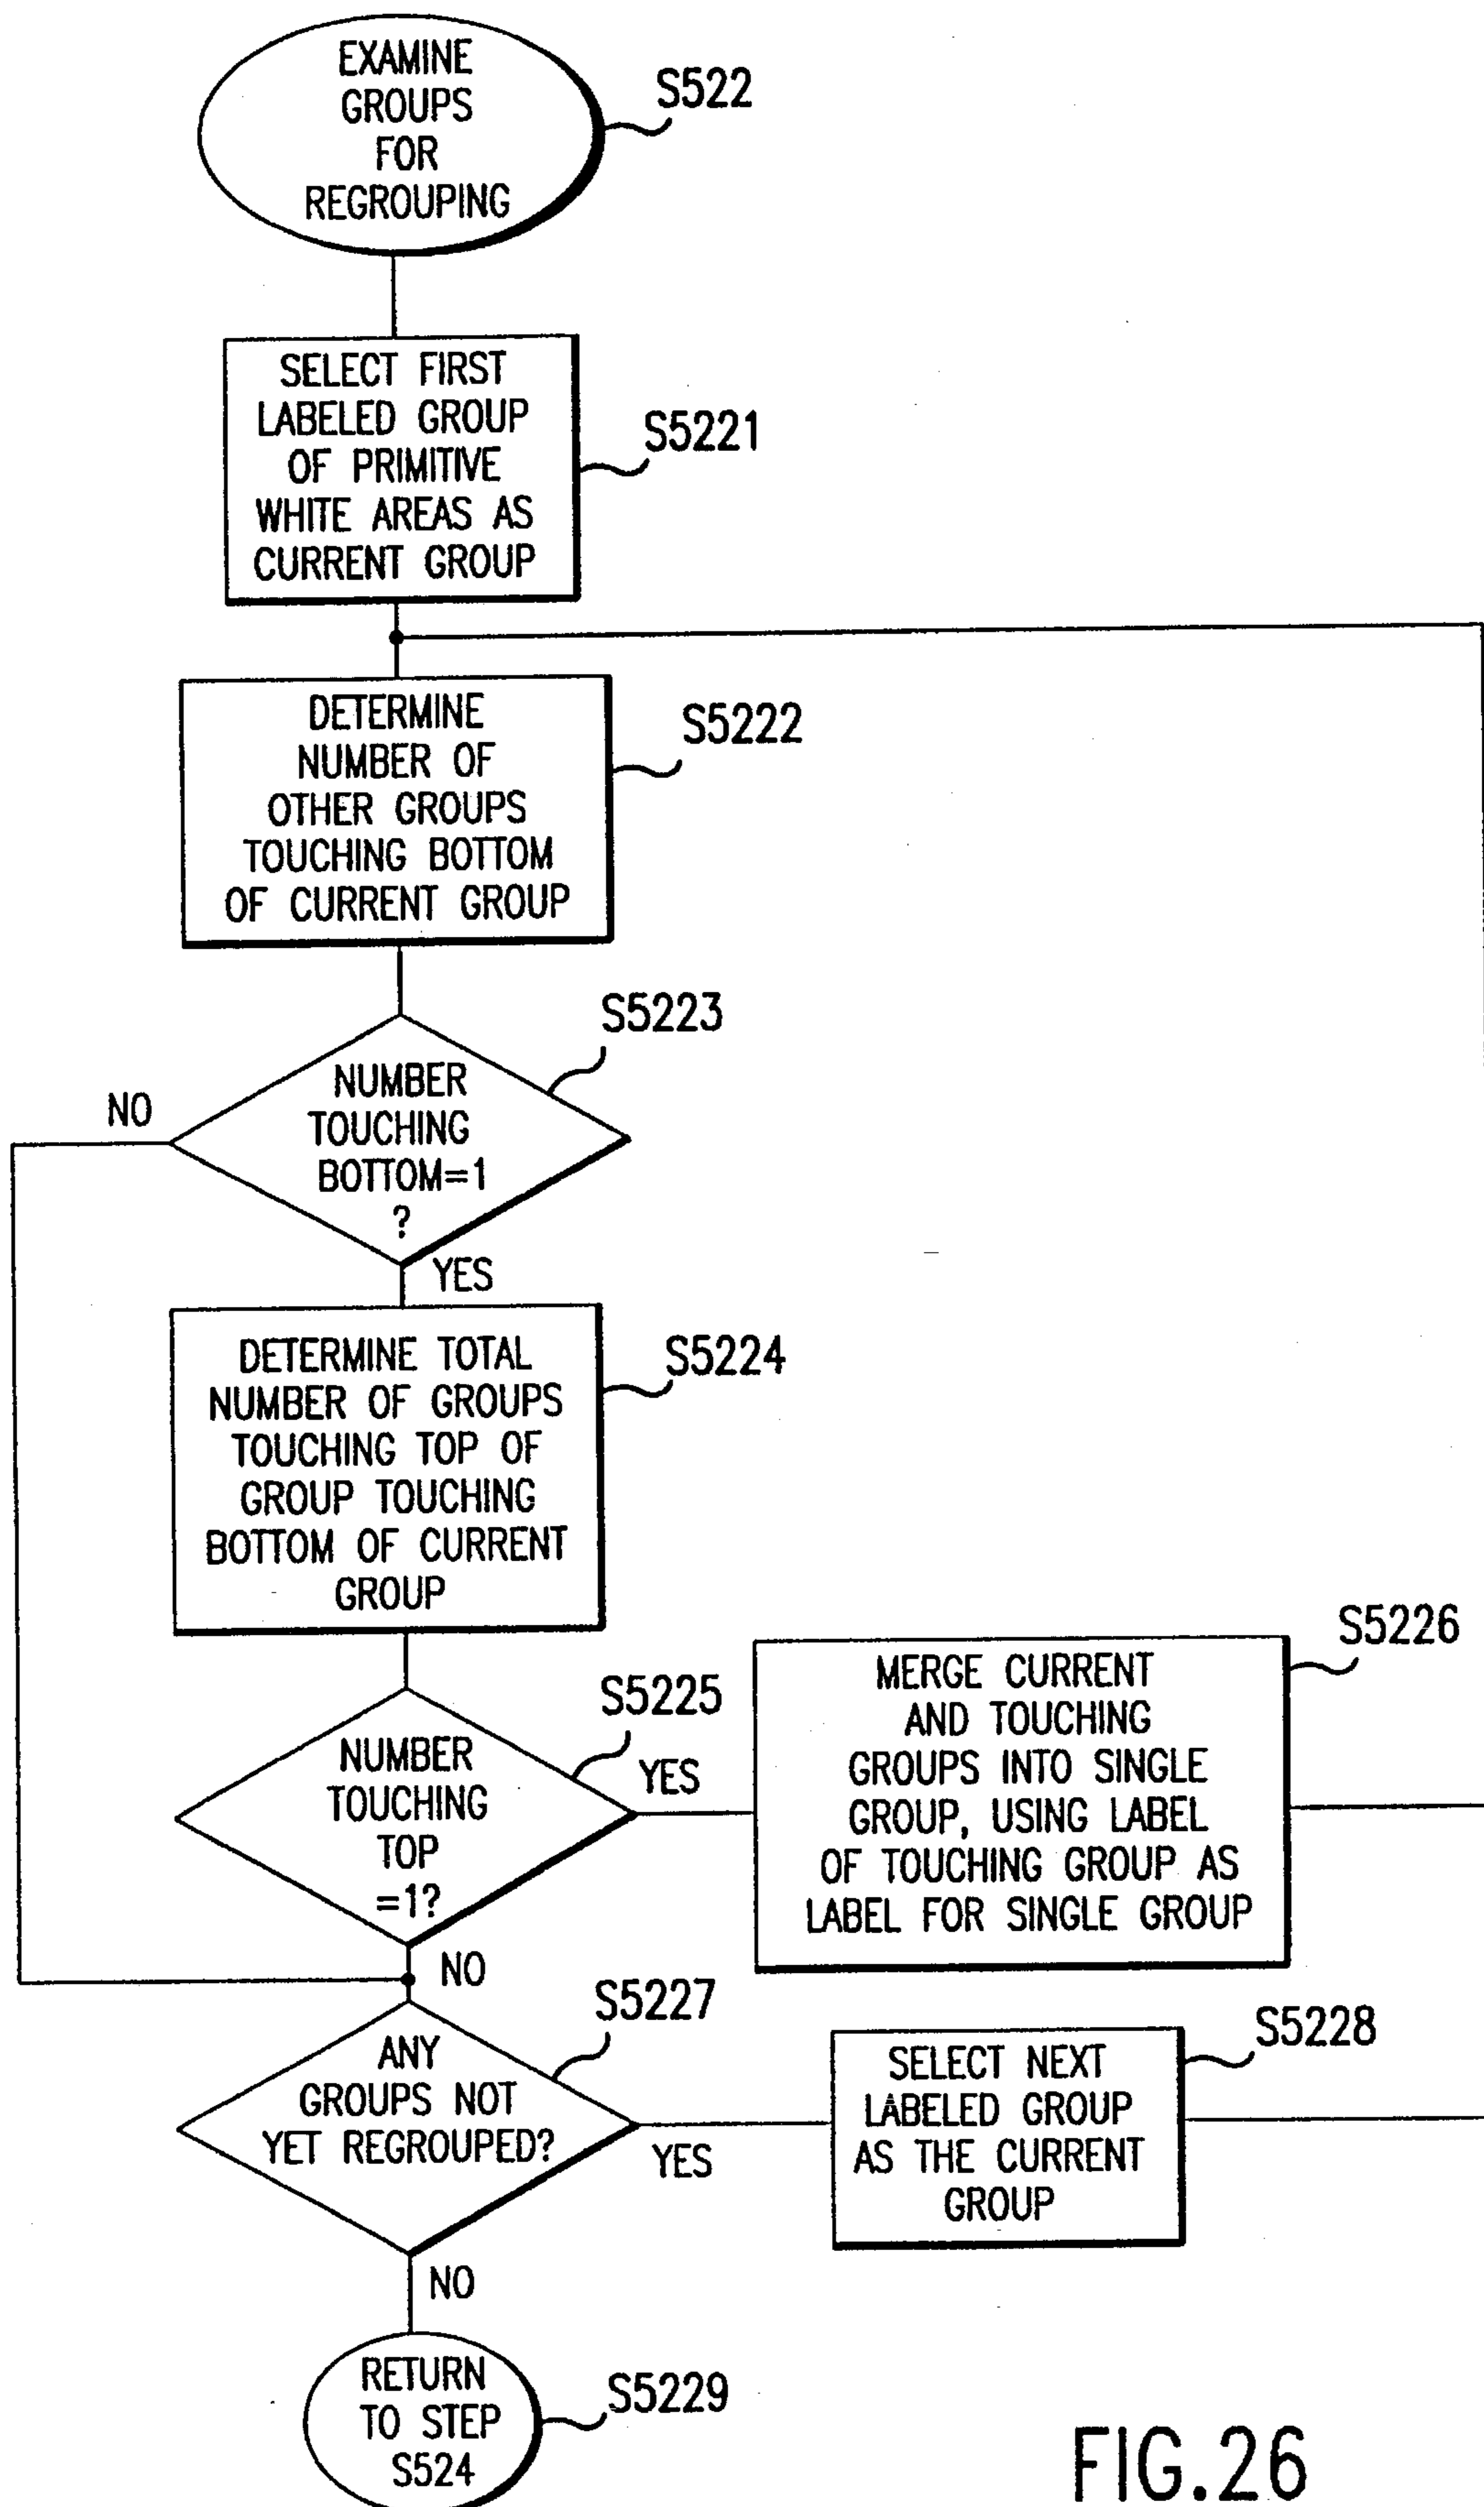 EXAMINE
GROUPS
FOR
REGROUPING
S522
SELECT FIRST
LABELED GROUP
OF PRIMITIVE
WHITE AREAS AS
CURRENT GROUP
S5221
DETERMINE
NUMBER OF
OTHER GROUPS
TOUCHING BOTTOM
OF CURRENT GROUP
S5222
NUMBER
TOUCHING
BOTTOM=1
?
S5223
NO
YES
DETERMINE TOTAL
NUMBER OF GROUPS
TOUCHING TOP OF
GROUP TOUCHING
BOTTOM OF CURRENT
GROUP
S5224
NUMBER
TOUCHING
TOP
=1?
S5225
YES
NO
MERGE CURRENT
AND TOUCHING
GROUPS INTO SINGLE
GROUP, USING LABEL
OF TOUCHING GROUP AS
LABEL FOR SINGLE GROUP
S5226
ANY
GROUPS NOT
YET REGROUPED?
S5227
YES
NO
SELECT NEXT
LABELED GROUP
AS THE CURRENT
GROUP
S5228
RETURN
TO STEP
S524
S5229
FIG.26